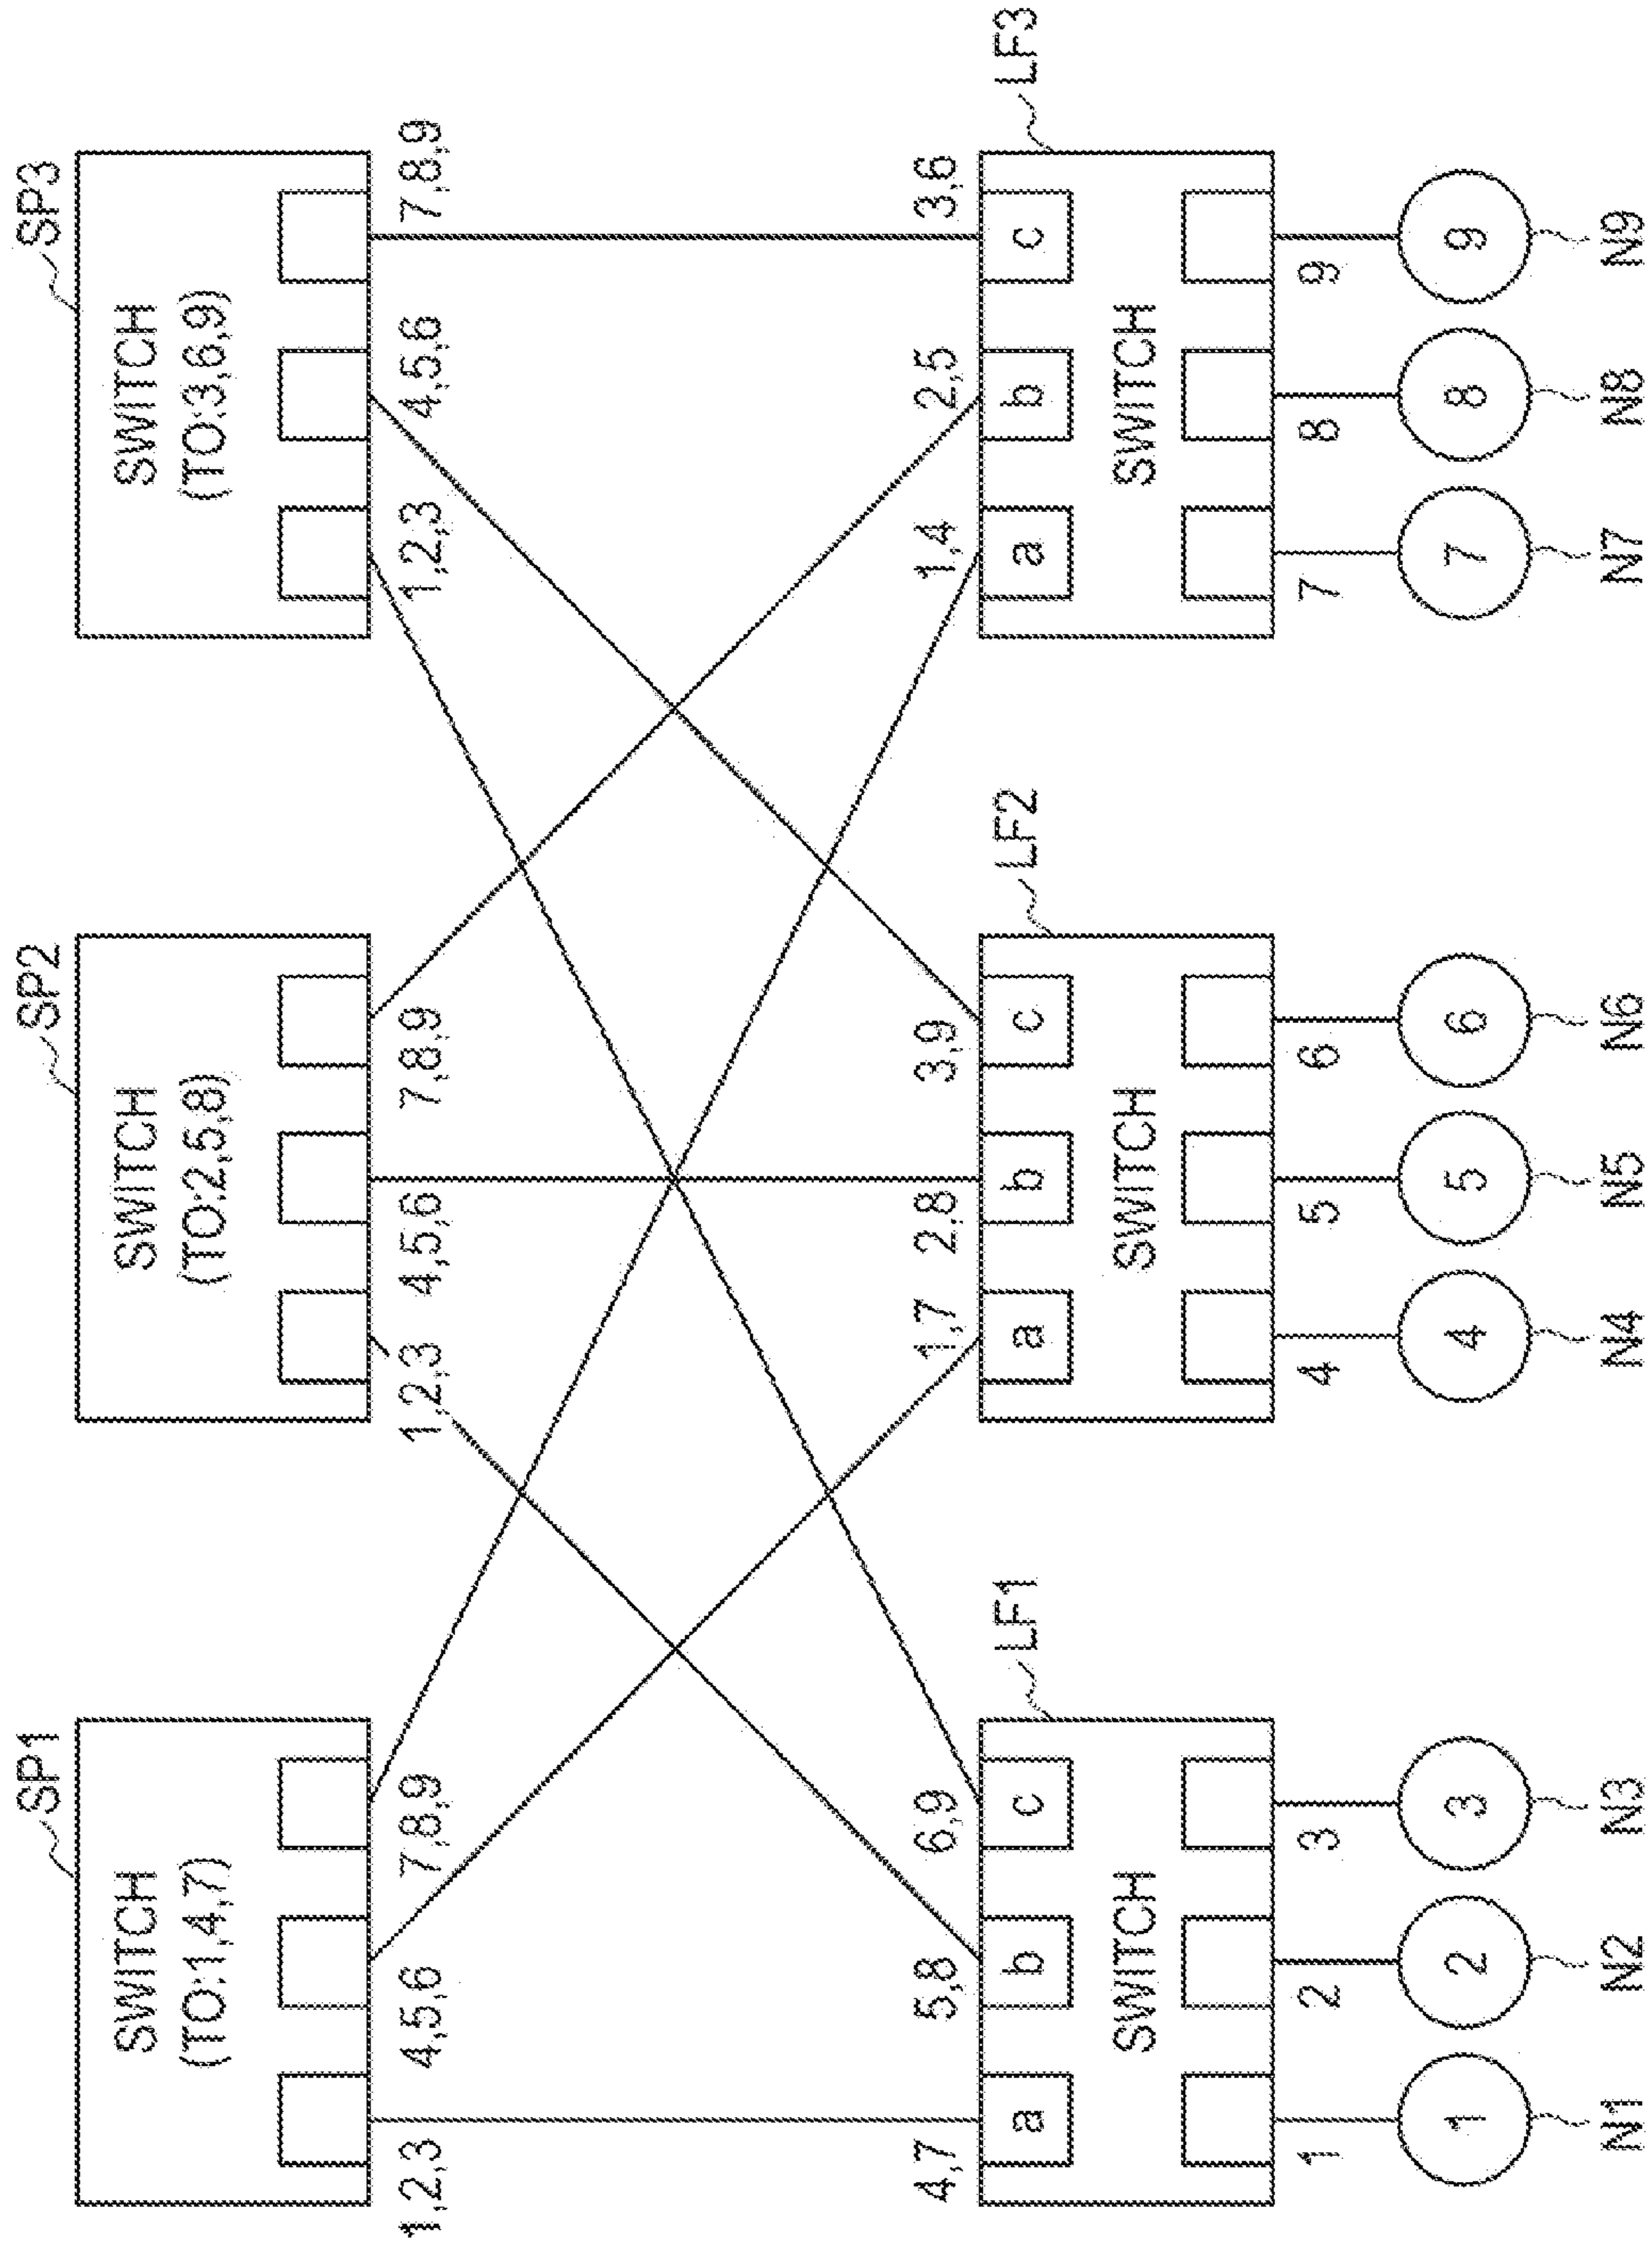 SP1
SP2
SP3
SWITCH
(TO:1,4,7)
SWITCH
(TO:2,5,8)
SWITCH
(TO:3,6,9)
1,2,3
4,5,6
7,8,9
1,2,3
4,5,6
7,8,9
1,2,3
4,5,6
7,8,9
4,7
5,8
6,9
LF1
1,7
2,8
3,9
LF2
1,4
2,5
3,6
LF3
a
b
c
a
b
c
a
b
c
SWITCH
SWITCH
SWITCH
1
2
3
4
5
6
7
8
9
1
2
3
4
5
6
7
8
9
N1
N2
N3
N4
N5
N6
N7
N8
N9